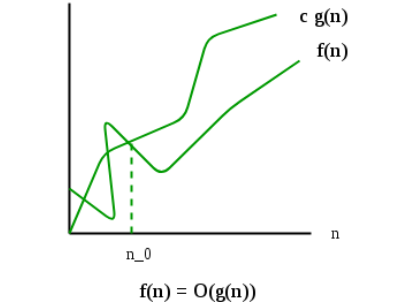 c g(n)
f(n)
n
n_0
f(n) = O(g(n))